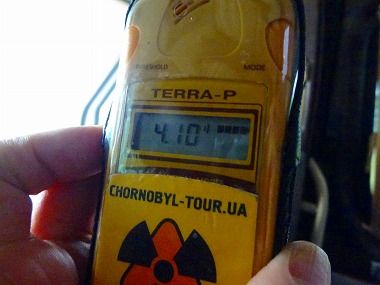 THRESHOLD MODE
TERRA-P
4.10
CHORNOBYL-TOUR.UA